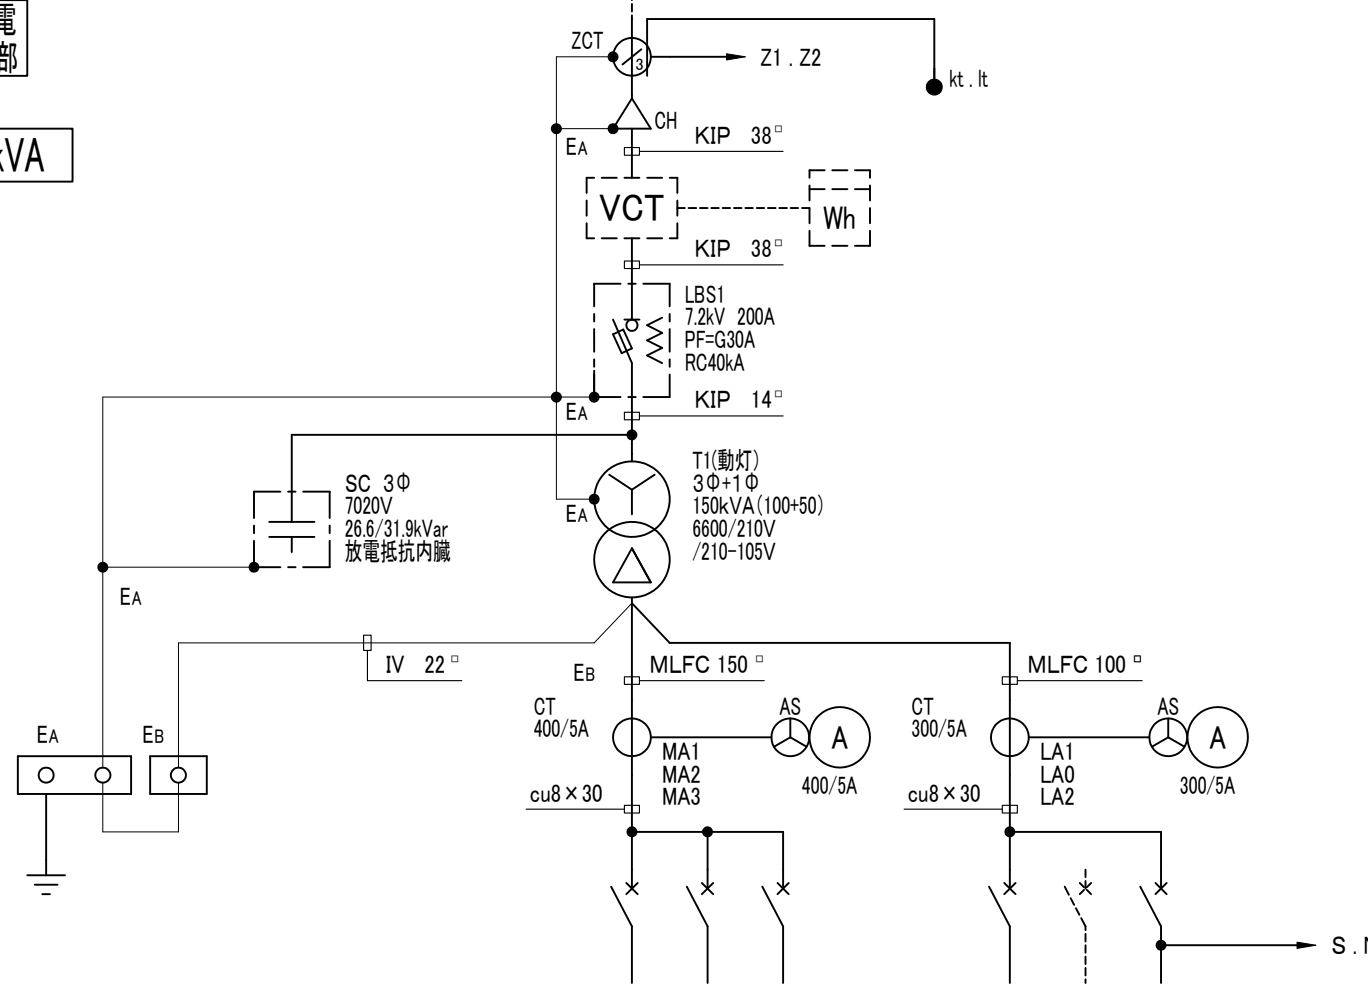 電
部
kVA
ZCT
3
Z1 . Z2
kt . lt
CH
EA
KIP 38□
VCT
Wh
KIP 38□
LBS1
7.2kV 200A
PF=G30A
RC40kA
EA
KIP 14□
T1(動灯)
3Φ+1Φ
150kVA(100+50)
6600/210V
/210-105V
EA
SC 3Φ
7020V
26.6/31.9kVar
放電抵抗内臓
EA
IV 22□
EB
MLFC 150□
MLFC 100□
CT
400/5A
AS
A
400/5A
MA1
MA2
MA3
cu8×30
CT
300/5A
AS
A
300/5A
LA1
LA0
LA2
cu8×30
EA
EB
S .